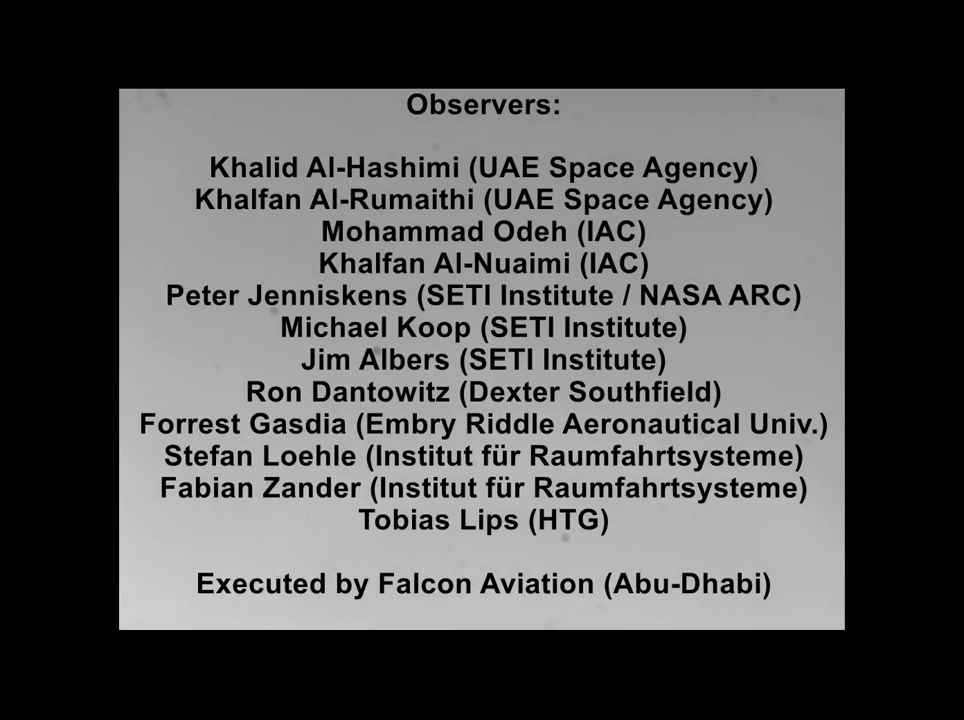 Observers:
Khalid Al-Hashimi (UAE Space Agency)
Khalfan Al-Rumaithi (UAE Space Agency)
Mohammad Odeh (IAC)
Khalfan Al-Nuaimi (IAC)
Peter Jenniskens (SETI Institute / NASA ARC)
Michael Koop (SETI Institute)
Jim Albers (SETI Institute)
Ron Dantowitz (Dexter Southfield)
Forrest Gasdia (Embry Riddle Aeronautical Univ.)
Stefan Loehle (Institut für Raumfahrtsysteme)
Fabian Zander (Institut für Raumfahrtsysteme)
Tobias Lips (HTG)
Executed by Falcon Aviation (Abu-Dhabi)